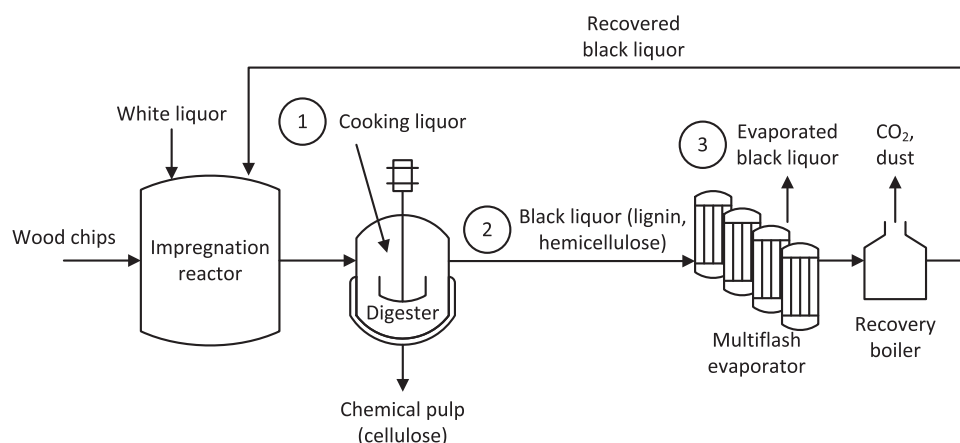 Recovered
black liquor
White liquor
1
Cooking liquor
3
Evaporated
black liquor
CO₂,
dust
Wood chips
Impregnation
reactor
2
Black liquor (lignin,
hemicellulose)
Digester
Multiflash
evaporator
Recovery
boiler
Chemical pulp
(cellulose)